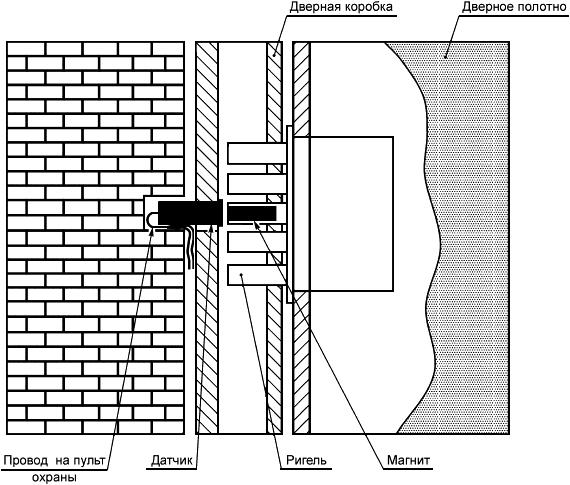 Дверная коробка
Дверное полотно
Провод на пульт
охраны
Датчик
Ригель
Магнит